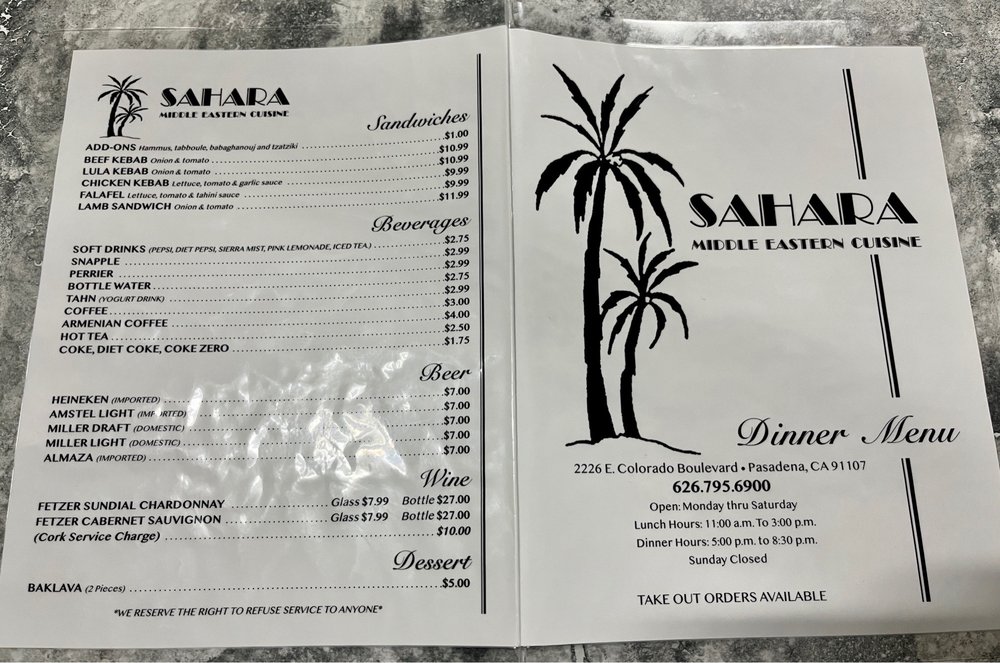 SAHARA
MIDDLE EASTERN CUISINE
Sandwiches
ADD-ONS Hammus, tabboule, babaghanouj and tzatziki $1.00
BEEF KEBAB Onion & tomato $10.99
LULA KEBAB Onion & tomato $10.99
CHICKEN KEBAB Lettuce, tomato & garlic sauce $9.99
FALAFEL Lettuce, tomato & tahini sauce $9.99
LAMB SANDWICH Onion & tomato $11.99
Beverages
SOFT DRINKS (PEPSI, DIET PEPSI, SIERRA MIST, PINK LEMONADE, ICED TEA.) $2.75
SNAPPLE $2.99
PERRIER $2.99
BOTTLE WATER $2.75
TAHN (YOGURT DRINK) $2.99
COFFEE $3.00
ARMENIAN COFFEE $4.00
HOT TEA $2.50
COKE, DIET COKE, COKE ZERO $1.75
Beer
HEINEKEN (IMPORTED) $7.00
AMSTEL LIGHT (IMPORTED) $7.00
MILLER DRAFT (DOMESTIC) $7.00
MILLER LIGHT (DOMESTIC) $7.00
ALMAZA (IMPORTED) $7.00
Wine
FETZER SUNDIAL CHARDONNAY Glass $7.99 Bottle $27.00
FETZER CABERNET SAUVIGNON Glass $7.99 Bottle $27.00
(Cork Service Charge) $10.00
Dessert
BAKLAVA (2 Pieces) $5.00
*WE RESERVE THE RIGHT TO REFUSE SERVICE TO ANYONE*
SAHARA
MIDDLE EASTERN CUISINE
Dinner Menu
2226 E. Colorado Boulevard • Pasadena, CA 91107
626.795.6900
Open: Monday thru Saturday
Lunch Hours: 11:00 a.m. To 3:00 p.m.
Dinner Hours: 5:00 p.m. to 8:30 p.m.
Sunday Closed
TAKE OUT ORDERS AVAILABLE